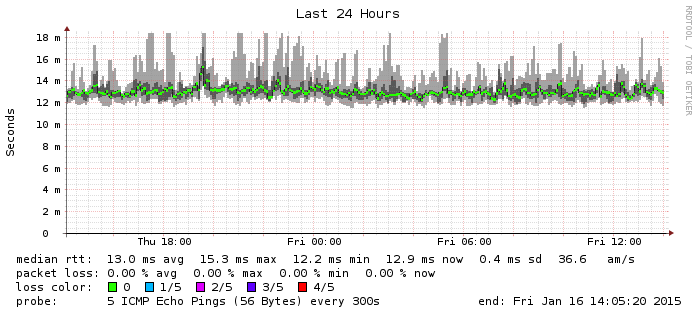 Last 24 Hours
RRDTOOL / TOBI OETIKER
Seconds
18 m
16 m
14 m
12 m
10 m
8 m
6 m
4 m
2 m
0
Thu 18:00 Fri 00:00 Fri 06:00 Fri 12:00
median rtt: 13.0 ms avg 15.3 ms max 12.2 ms min 12.9 ms now 0.4 ms sd 36.6 am/s
packet loss: 0.00 % avg 0.00 % max 0.00 % min 0.00 % now
loss color: 0 1/5 2/5 3/5 4/5
probe: 5 ICMP Echo Pings (56 Bytes) every 300s end: Fri Jan 16 14:05:20 2015